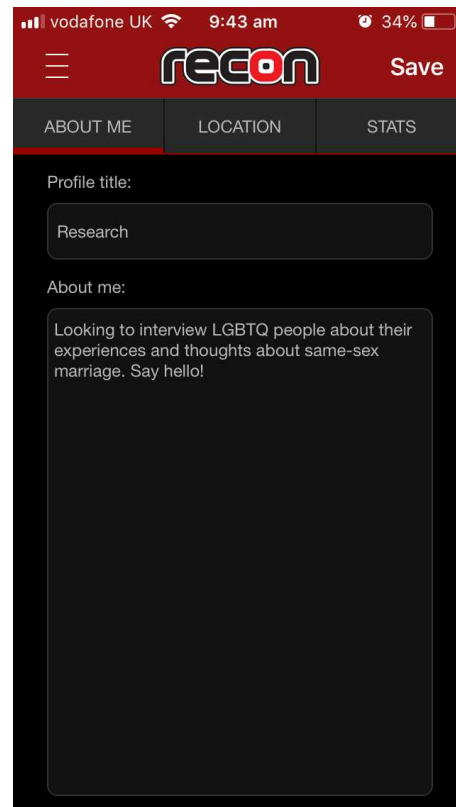 vodafone UK 9:43 am 34%
recon Save
ABOUT ME LOCATION STATS
Profile title:
Research
About me:
Looking to interview LGBTQ people about their
experiences and thoughts about same-sex
marriage. Say hello!